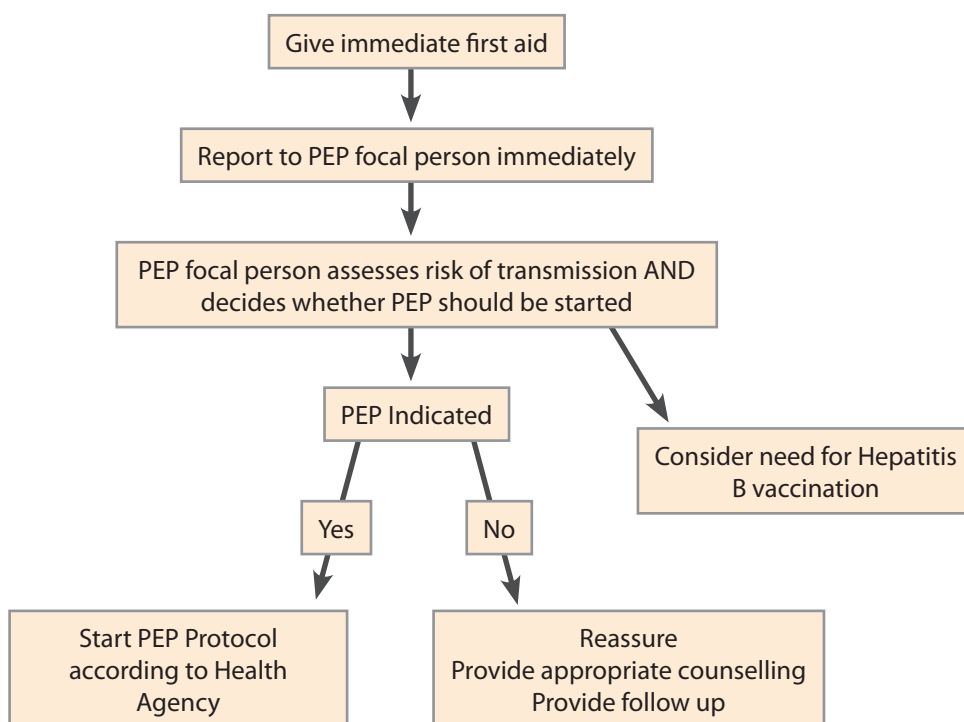 Give immediate first aid
Report to PEP focal person immediately
PEP focal person assesses risk of transmission AND
decides whether PEP should be started
PEP Indicated
Consider need for Hepatitis
B vaccination
Yes
No
Start PEP Protocol
according to Health
Agency
Reassure
Provide appropriate counselling
Provide follow up